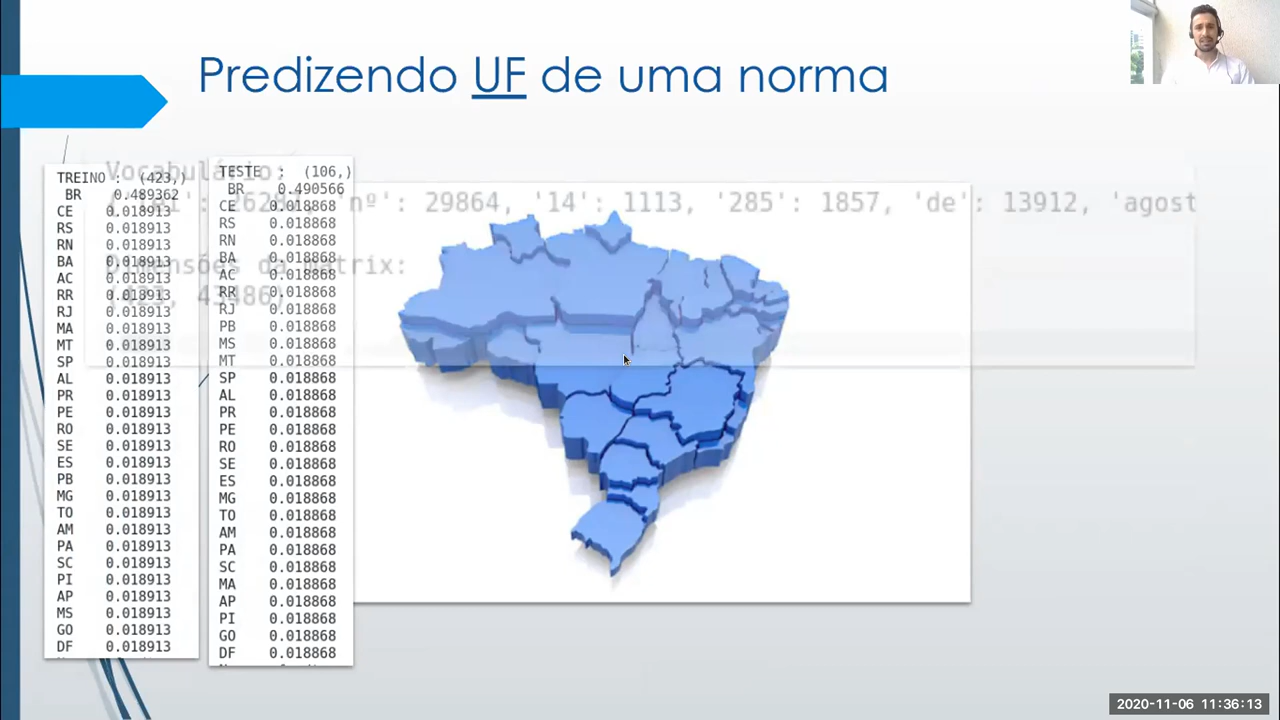 Predizendo UF de uma norma
Vocabulário:
'nº': 29864, '14': 1113, '285': 1857, 'de': 13912, 'agost
Dimensões da matrix:
(423, 43486)
TREINO : (423,)
BR 0.489362
CE 0.018913
RS 0.018913
RN 0.018913
BA 0.018913
AC 0.018913
RR 0.018913
RJ 0.018913
MA 0.018913
MT 0.018913
SP 0.018913
AL 0.018913
PR 0.018913
PE 0.018913
RO 0.018913
SE 0.018913
ES 0.018913
PB 0.018913
MG 0.018913
TO 0.018913
AM 0.018913
PA 0.018913
SC 0.018913
PI 0.018913
AP 0.018913
MS 0.018913
GO 0.018913
DF 0.018913
TESTE : (106,)
BR 0.490566
CE 0.018868
RS 0.018868
RN 0.018868
BA 0.018868
AC 0.018868
RR 0.018868
RJ 0.018868
PB 0.018868
MS 0.018868
MT 0.018868
SP 0.018868
AL 0.018868
PR 0.018868
PE 0.018868
RO 0.018868
SE 0.018868
ES 0.018868
MG 0.018868
TO 0.018868
AM 0.018868
PA 0.018868
SC 0.018868
MA 0.018868
AP 0.018868
PI 0.018868
GO 0.018868
DF 0.018868
2020-11-06 11:36:13